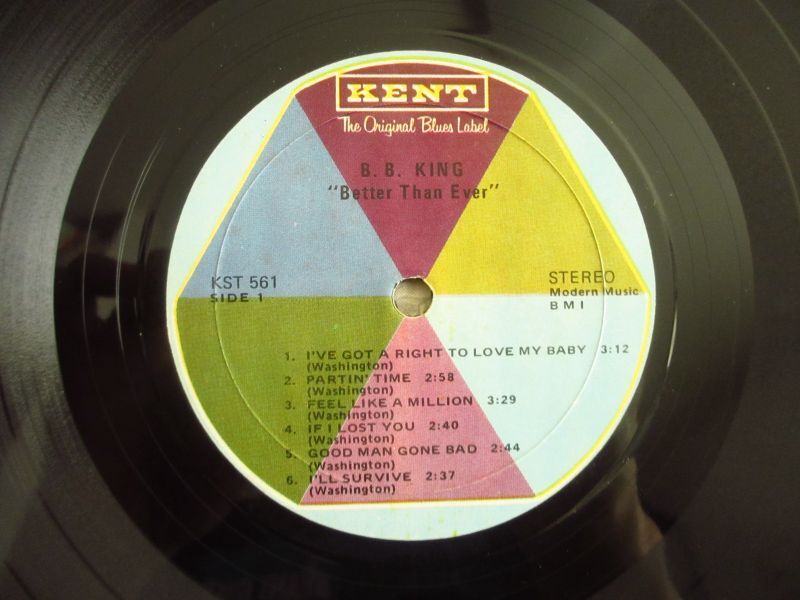 KENT
The Original Blues Label
B. B. KING
"Better Than Ever"
KST 561
SIDE 1
STEREO
Modern Music
B M I
1. I'VE GOT A RIGHT TO LOVE MY BABY 3:12
(Washington)
2. PARTIN' TIME 2:58
(Washington)
3. FEEL LIKE A MILLION 3:29
(Washington)
4. IF I LOST YOU 2:40
(Washington)
5. GOOD MAN GONE BAD 2:44
(Washington)
6. I'LL SURVIVE 2:37
(Washington)